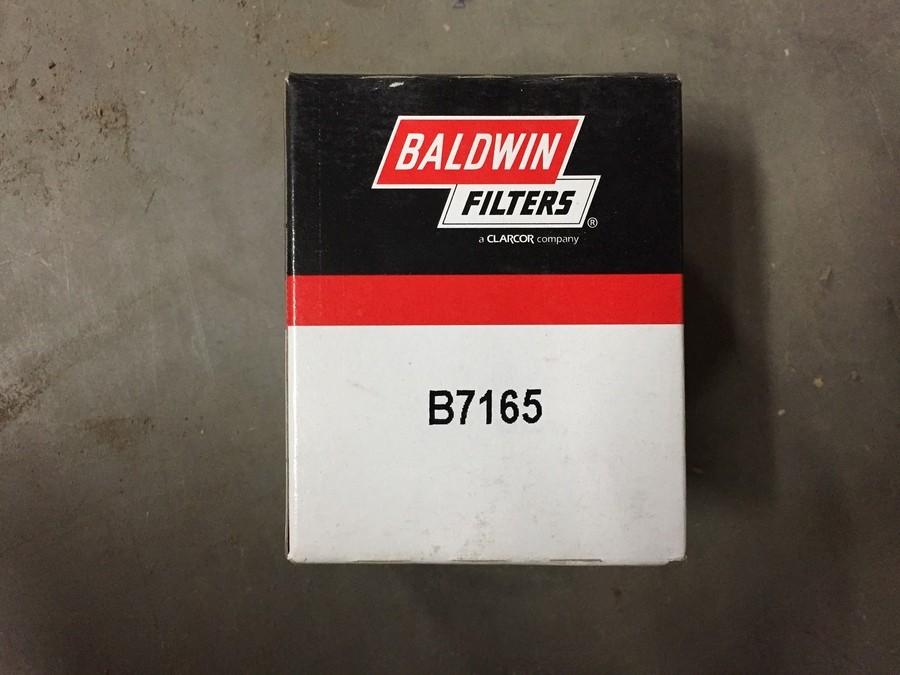 BALDWIN
FILTERS®
a CLARCOR company
B7165